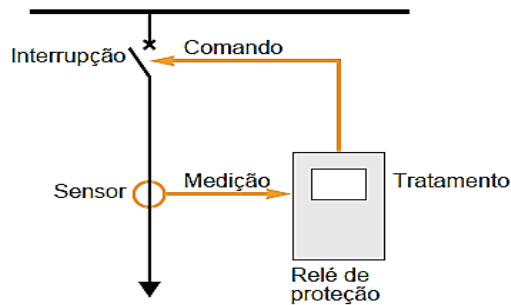 Comando
Interrupção
Sensor
Medição
Tratamento
Relé de
proteção